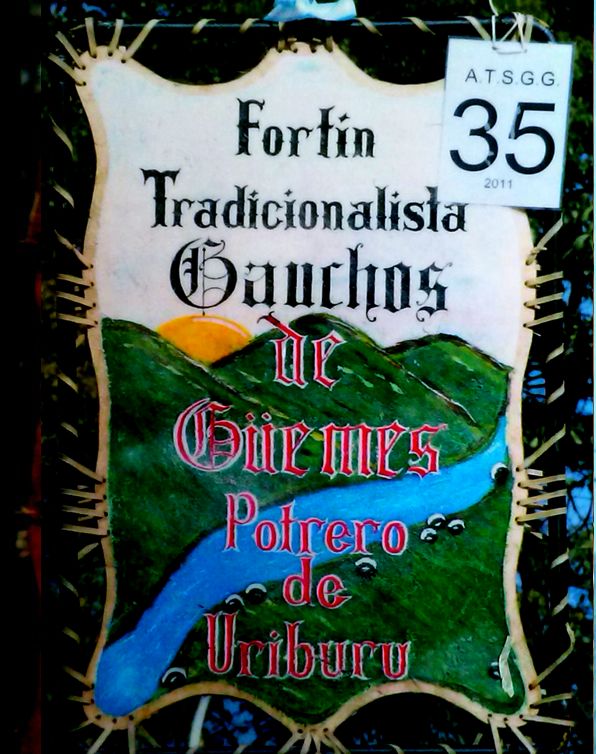 A.T.S.G.G.
35
2011
Fortín
Tradicionalista
Gauchos
de
Güemes
Potrero
de
Uriburu